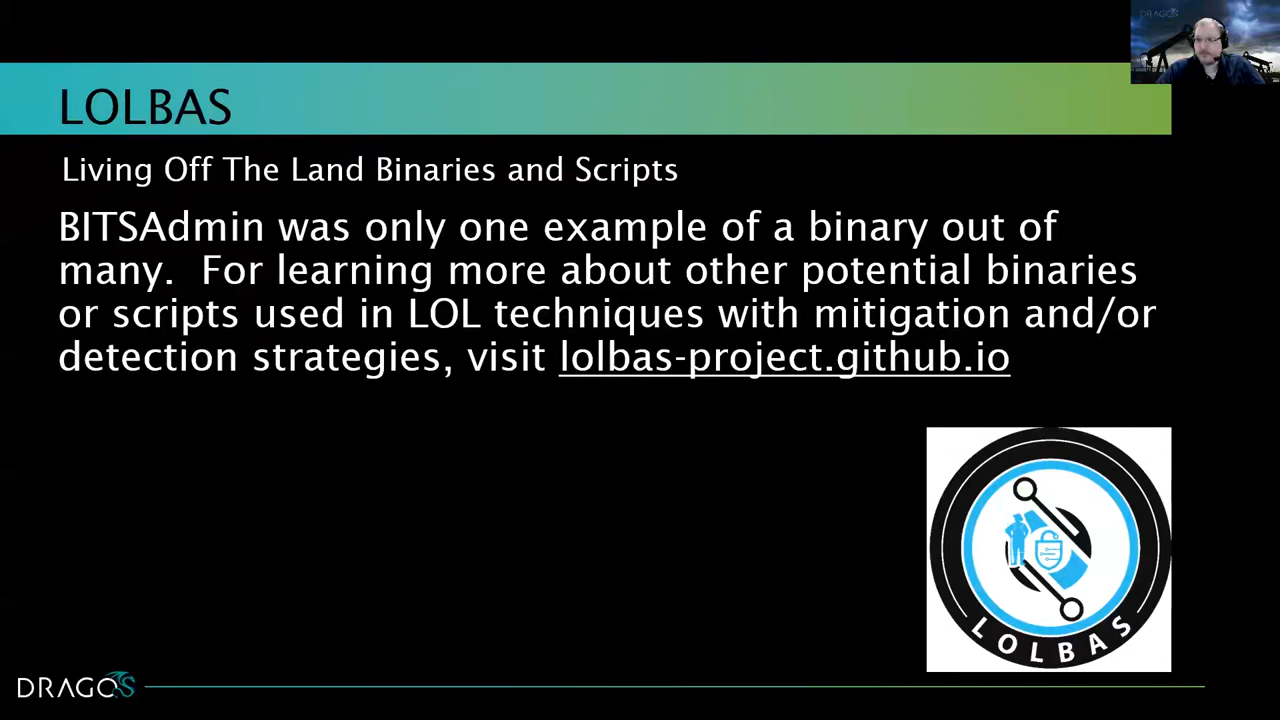 DRAGOS
LOLBAS
Living Off The Land Binaries and Scripts
BITSAdmin was only one example of a binary out of
many.  For learning more about other potential binaries
or scripts used in LOL techniques with mitigation and/or
detection strategies, visit lolbas-project.github.io
LOLBAS
DRAGOS